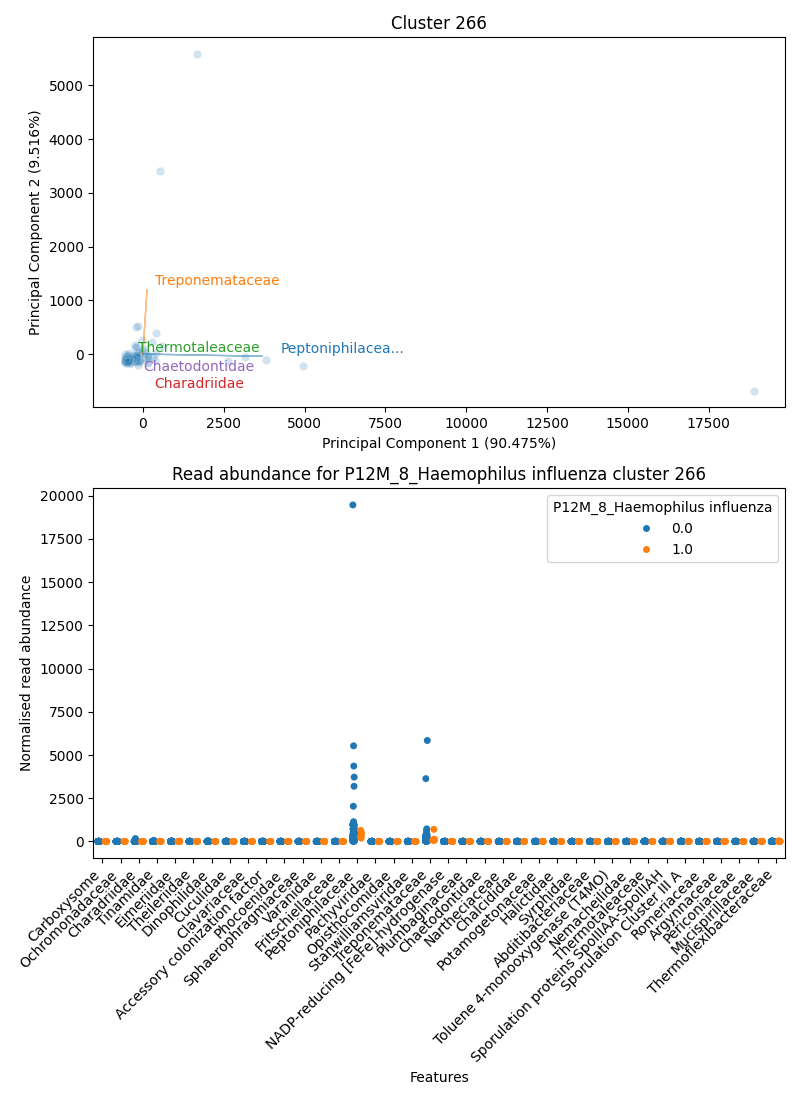 Cluster 266
Principal Component 2 (9.516%)
5000
4000
3000
2000
1000
0
Treponemataceae
Thermotaleaceae
Peptoniphilacea...
Chaetodontidae
Charadriidae
0
2500
5000
7500
10000
12500
15000
17500
Principal Component 1 (90.475%)
Read abundance for P12M_8_Haemophilus influenza cluster 266
Normalised read abundance
20000
17500
15000
12500
10000
7500
5000
2500
0
P12M_8_Haemophilus influenza
0.0
1.0
Carboxysome
Ochromonadaceae
Charadriidae
Tinamidae
Eimeriidae
Theileriidae
Dinophilidae
Cuculidae
Clavariaceae
Accessory colonization factor
Phocoenidae
Sphaerophragmiaceae
Varanidae
Fritschiellaceae
Peptoniphilaceae
Pachyviridae
Opisthocomidae
Stanwilliamsviridae
Treponemataceae
NADP-reducing [FeFe]-hydrogenase
Plumbaginaceae
Chaetodontidae
Nartheciaceae
Chalcididae
Potamogetonaceae
Halictidae
Syrphidae
Abditibacteriaceae
Toluene 4-monooxygenase (T4MO)
Nemacheilidae
Thermotaleaceae
Sporulation proteins SpoIIIAA-SpoIIIAH
Sporulation Cluster III A
Romeriaceae
Argynnaceae
Periconiaceae
Mucispirillaceae
Thermoflexibacteraceae
Features